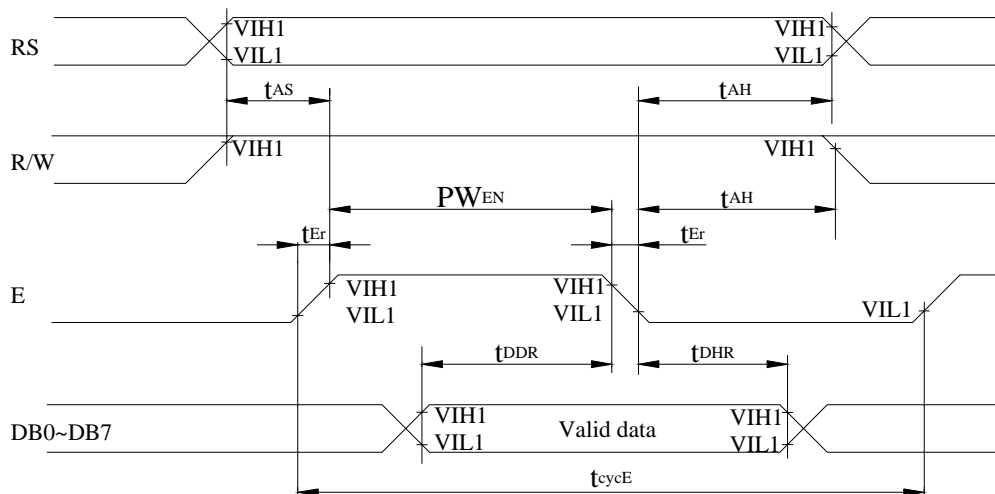 RS
VIH1
VIL1
VIH1
VIL1
tAS
tAH
R/W
VIH1
VIH1
PWEN
tAH
tEr
tEr
E
VIH1
VIL1
VIH1
VIL1
VIL1
tDDR
tDHR
DB0~DB7
VIH1
VIL1
Valid data
VIH1
VIL1
tcycE